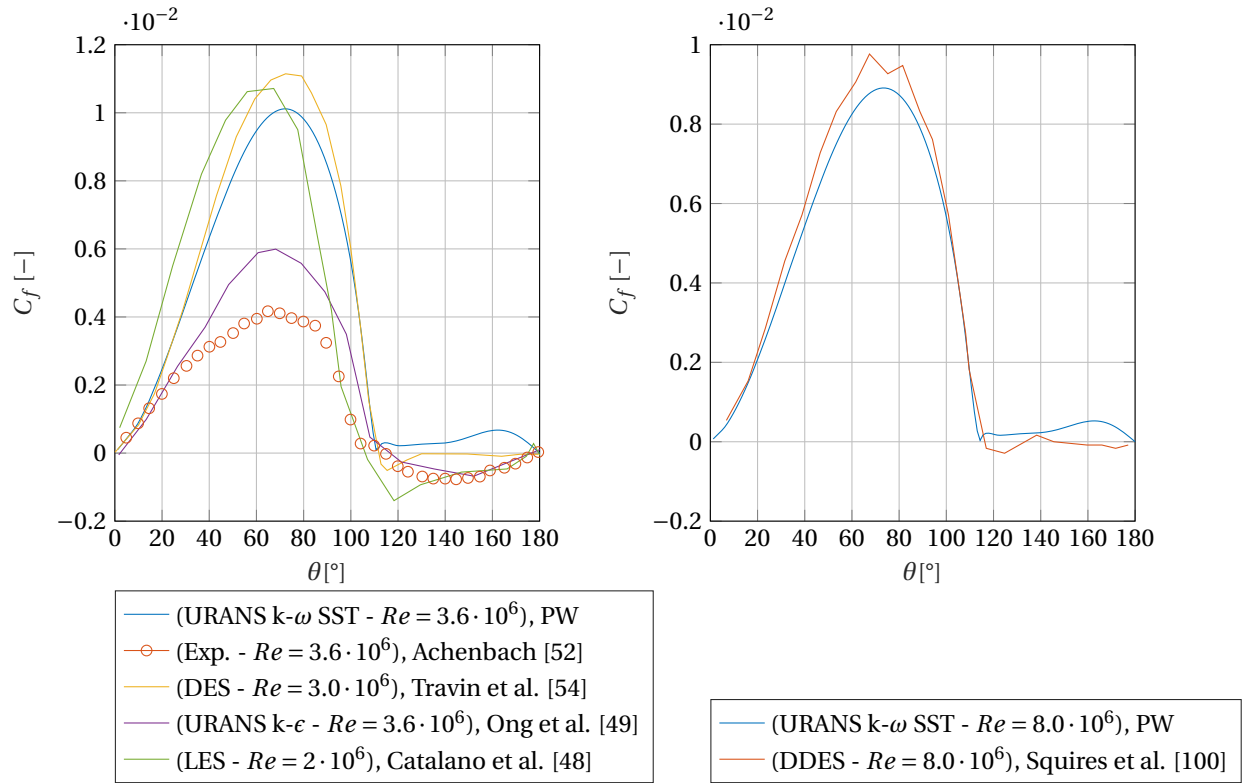 ·10⁻²
1.2
1
0.8
0.6
0.4
0.2
0
−0.2
C_f [−]
0 20 40 60 80 100 120 140 160 180
θ[°]
(URANS k-ω SST - Re = 3.6 · 10⁶), PW
(Exp. - Re = 3.6 · 10⁶), Achenbach [52]
(DES - Re = 3.0 · 10⁶), Travin et al. [54]
(URANS k-ϵ - Re = 3.6 · 10⁶), Ong et al. [49]
(LES - Re = 2 · 10⁶), Catalano et al. [48]
·10⁻²
1
0.8
0.6
0.4
0.2
0
−0.2
C_f [−]
0 20 40 60 80 100 120 140 160 180
θ[°]
(URANS k-ω SST - Re = 8.0 · 10⁶), PW
(DDES - Re = 8.0 · 10⁶), Squires et al. [100]